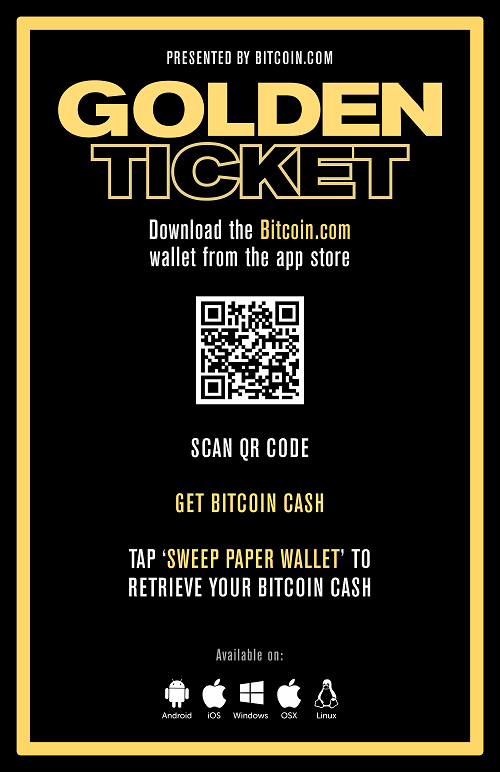 PRESENTED BY BITCOIN.COM
GOLDEN
TICKET
Download the Bitcoin.com
wallet from the app store
SCAN QR CODE
GET BITCOIN CASH
TAP ‘SWEEP PAPER WALLET’ TO
RETRIEVE YOUR BITCOIN CASH
Available on:
Android iOS Windows OSX Linux